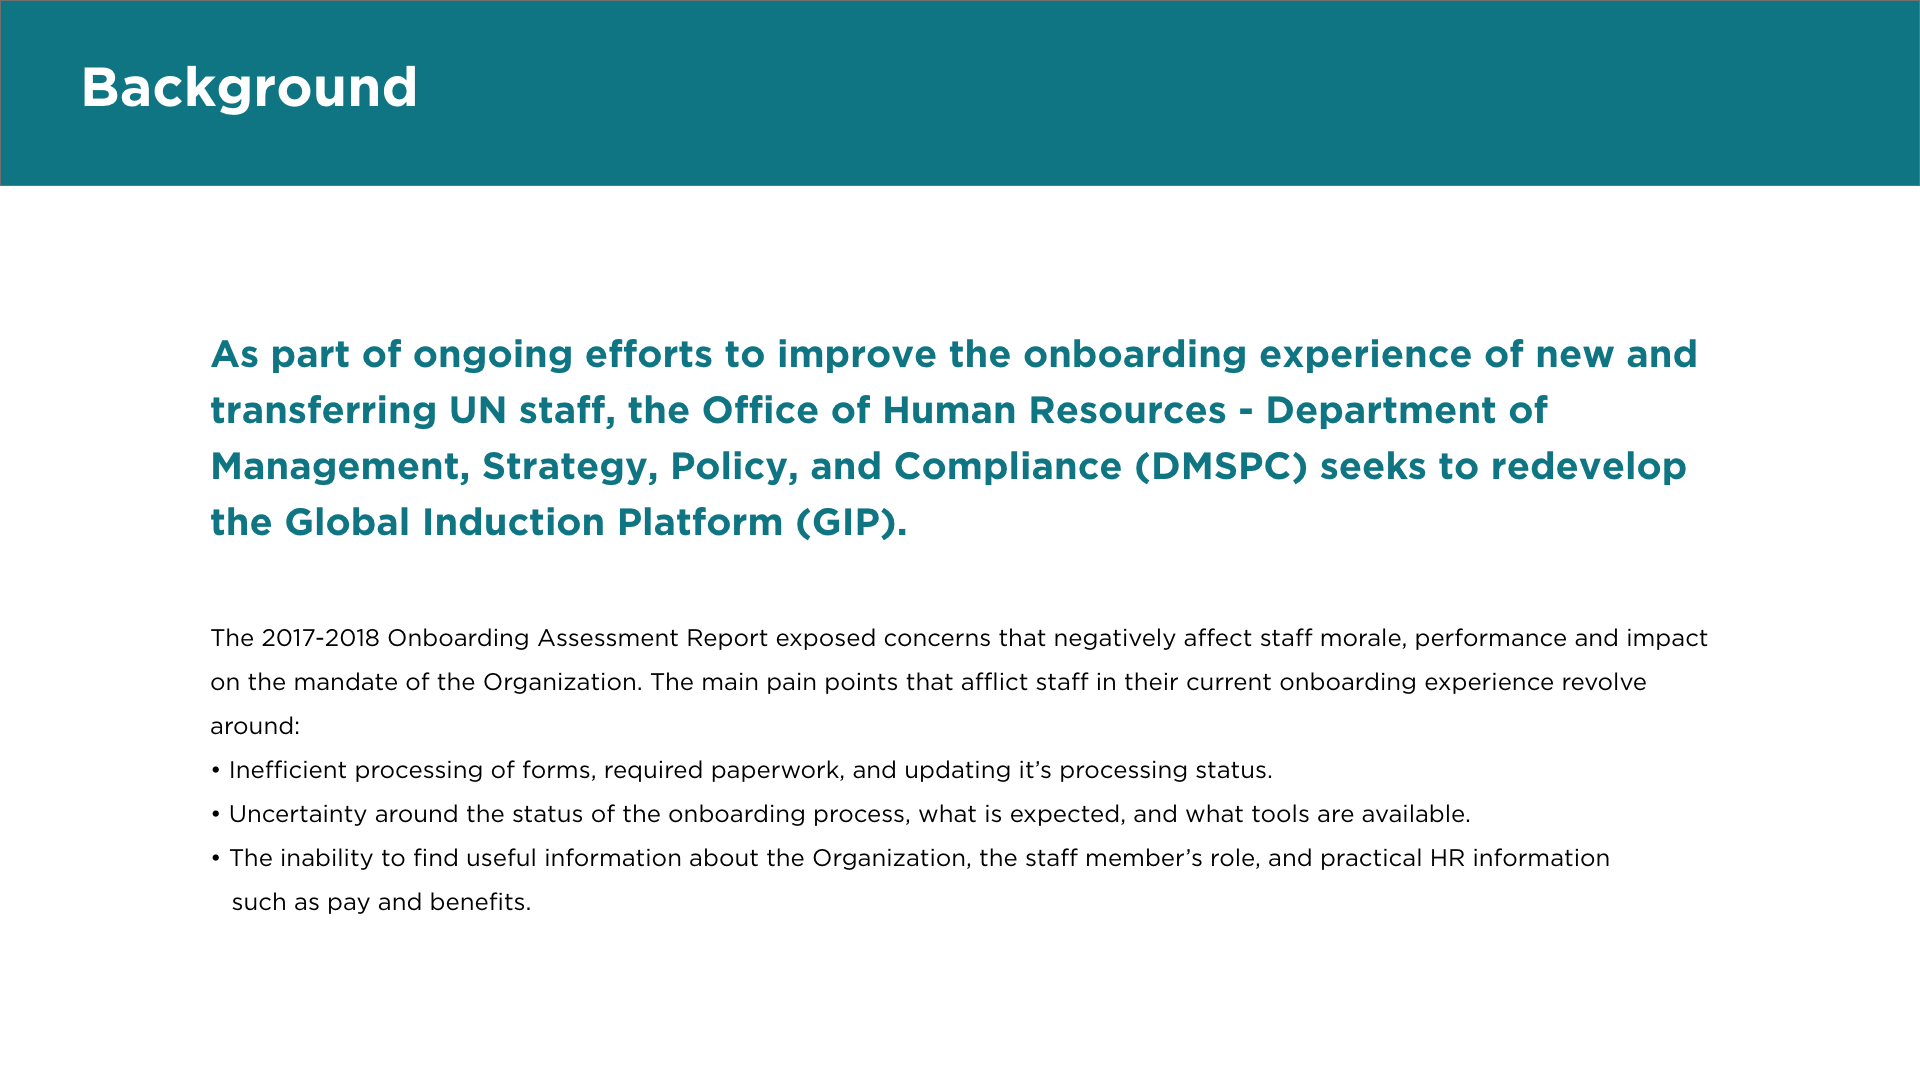 Background
As part of ongoing efforts to improve the onboarding experience of new and
transferring UN staff, the Office of Human Resources - Department of
Management, Strategy, Policy, and Compliance (DMSPC) seeks to redevelop
the Global Induction Platform (GIP).
The 2017-2018 Onboarding Assessment Report exposed concerns that negatively affect staff morale, performance and impact
on the mandate of the Organization. The main pain points that afflict staff in their current onboarding experience revolve
around:
• Inefficient processing of forms, required paperwork, and updating it’s processing status.
• Uncertainty around the status of the onboarding process, what is expected, and what tools are available.
• The inability to find useful information about the Organization, the staff member’s role, and practical HR information
such as pay and benefits.